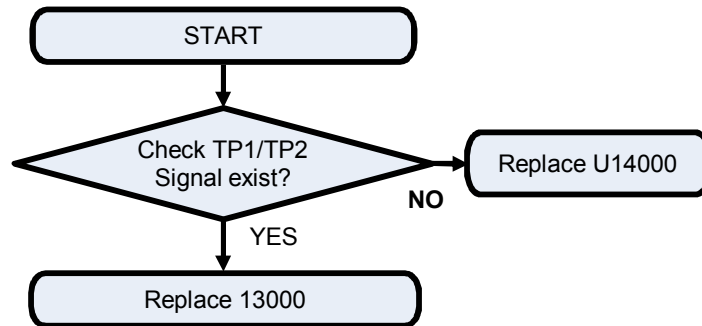 START
Check TP1/TP2
Signal exist?
Replace U14000
NO
YES
Replace 13000